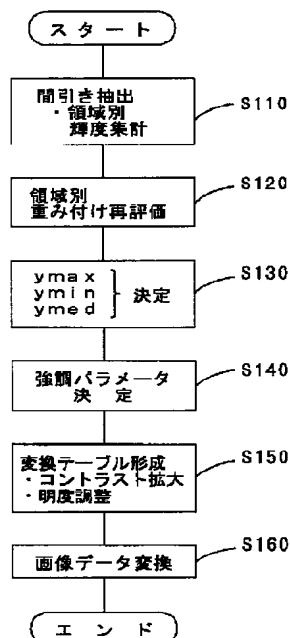 スタート
間引き抽出
・領域別
輝度集計
S110
領域別
重み付け再評価
S120
ymax
ymin
ymed
決定
S130
強調パラメータ
決定
S140
変換テーブル形成
・コントラスト拡大
・明度調整
S150
画像データ変換
S160
エンド